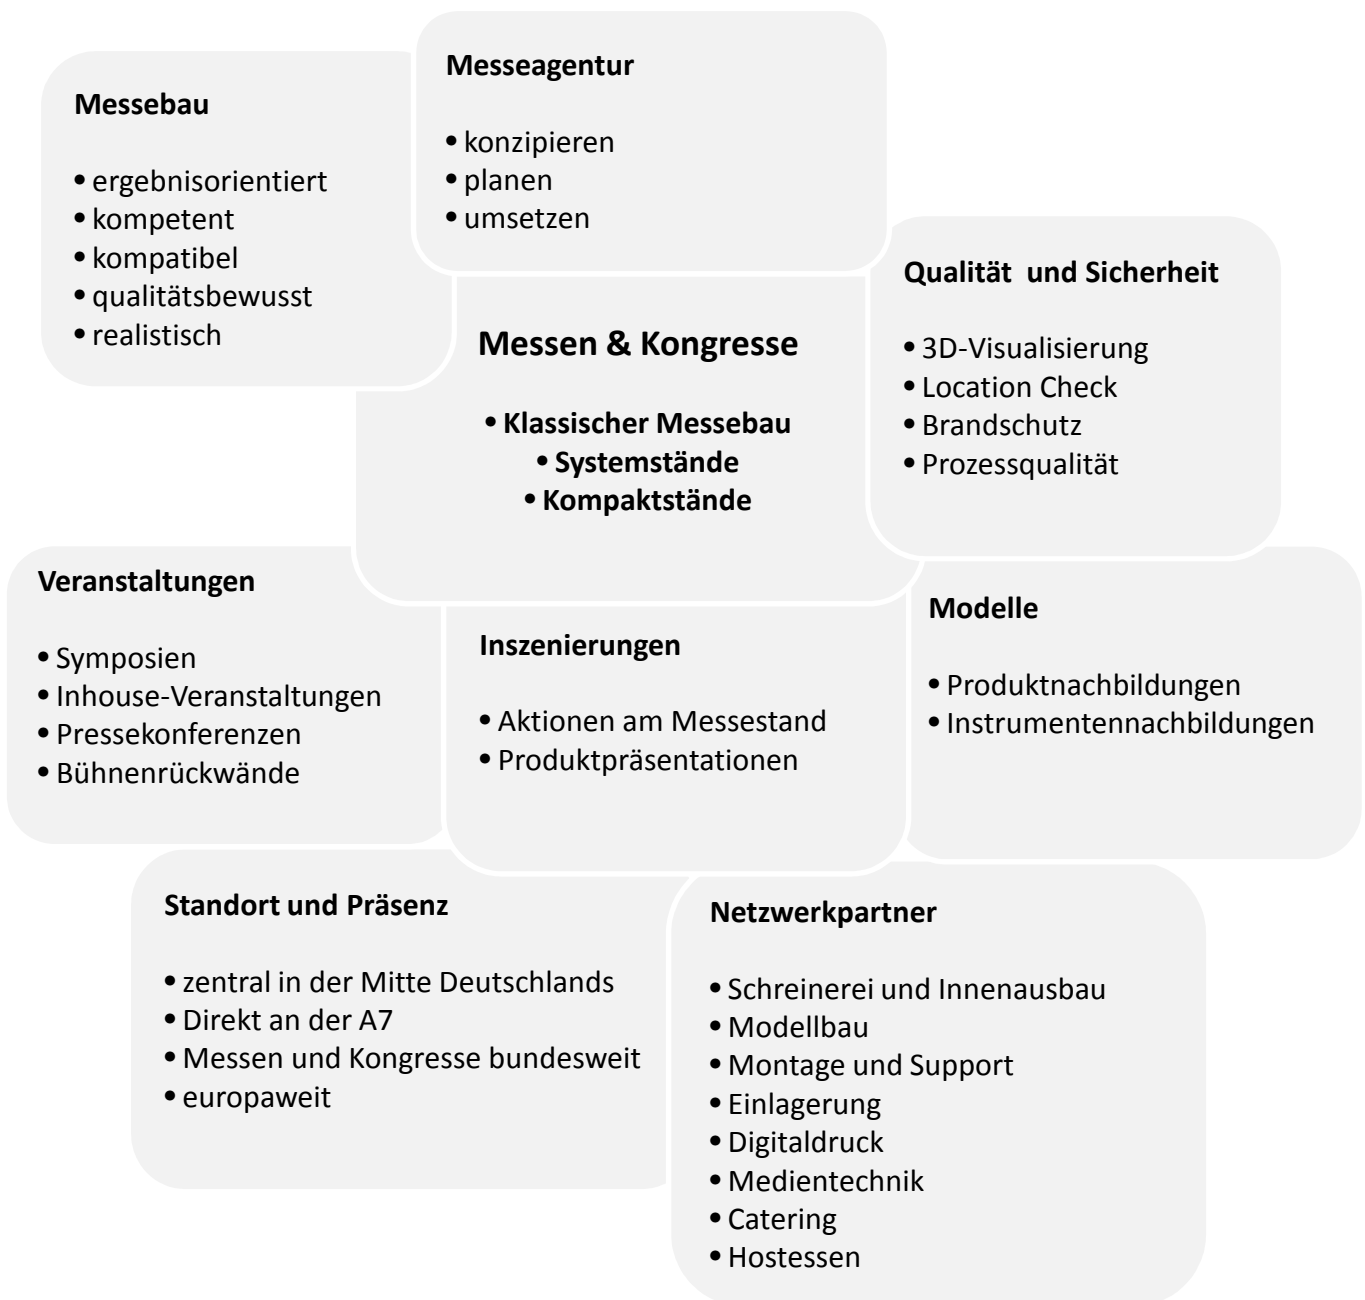 Messeagentur
• konzipieren
• planen
• umsetzen
Messebau
• ergebnisorientiert
• kompetent
• kompatibel
• qualitätsbewusst
• realistisch
Qualität  und Sicherheit
• 3D-Visualisierung
• Location Check
• Brandschutz
• Prozessqualität
Messen & Kongresse
• Klassischer Messebau
• Systemstände
• Kompaktstände
Veranstaltungen
• Symposien
• Inhouse-Veranstaltungen
• Pressekonferenzen
• Bühnenrückwände
Inszenierungen
• Aktionen am Messestand
• Produktpräsentationen
Modelle
• Produktnachbildungen
• Instrumentennachbildungen
Standort und Präsenz
• zentral in der Mitte Deutschlands
• Direkt an der A7
• Messen und Kongresse bundesweit
• europaweit
Netzwerkpartner
• Schreinerei und Innenausbau
• Modellbau
• Montage und Support
• Einlagerung
• Digitaldruck
• Medientechnik
• Catering
• Hostessen